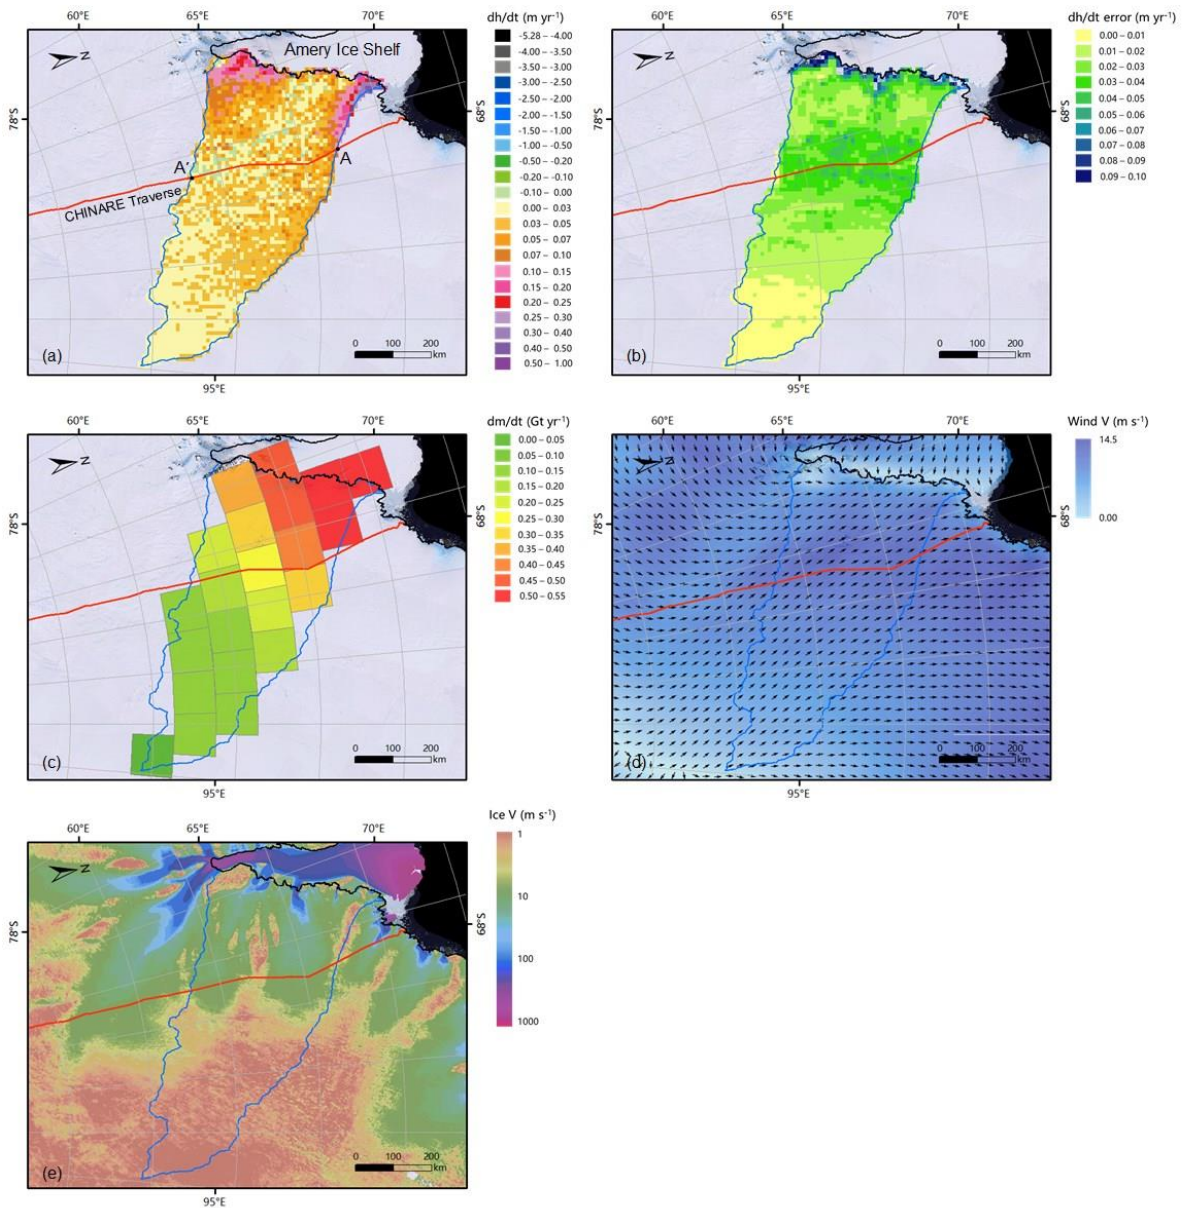 60°E 65°E 70°E
dh/dt (m yr⁻¹)
-5.28 – -4.00
-4.00 – -3.50
-3.50 – -3.00
-3.00 – -2.50
-2.50 – -2.00
-2.00 – -1.50
-1.50 – -1.00
-1.00 – -0.50
-0.50 – -0.20
-0.20 – -0.10
-0.10 – 0.00
0.00 – 0.03
0.03 – 0.05
0.05 – 0.07
0.07 – 0.10
0.10 – 0.15
0.15 – 0.20
0.20 – 0.25
0.25 – 0.30
0.30 – 0.40
0.40 – 0.50
0.50 – 1.00
N
Amery Ice Shelf
78°S
68°S
A
A'
CHINARE Traverse
0 100 200
km
(a)
95°E
60°E 65°E 70°E
dh/dt error (m yr⁻¹)
0.00 – 0.01
0.01 – 0.02
0.02 – 0.03
0.03 – 0.04
0.04 – 0.05
0.05 – 0.06
0.06 – 0.07
0.07 – 0.08
0.08 – 0.09
0.09 – 0.10
N
78°S
68°S
0 100 200
km
(b)
95°E
60°E 65°E 70°E
dm/dt (Gt yr⁻¹)
0.00 – 0.05
0.05 – 0.10
0.10 – 0.15
0.15 – 0.20
0.20 – 0.25
0.25 – 0.30
0.30 – 0.35
0.35 – 0.40
0.40 – 0.45
0.45 – 0.50
0.50 – 0.55
N
78°S
68°S
0 100 200
km
(c)
95°E
60°E 65°E 70°E
Wind V (m s⁻¹)
14.5
0.00
N
78°S
68°S
0 100 200
km
(d)
95°E
60°E 65°E 70°E
Ice V (m s⁻¹)
1
10
100
1000
N
78°S
68°S
0 100 200
km
(e)
95°E